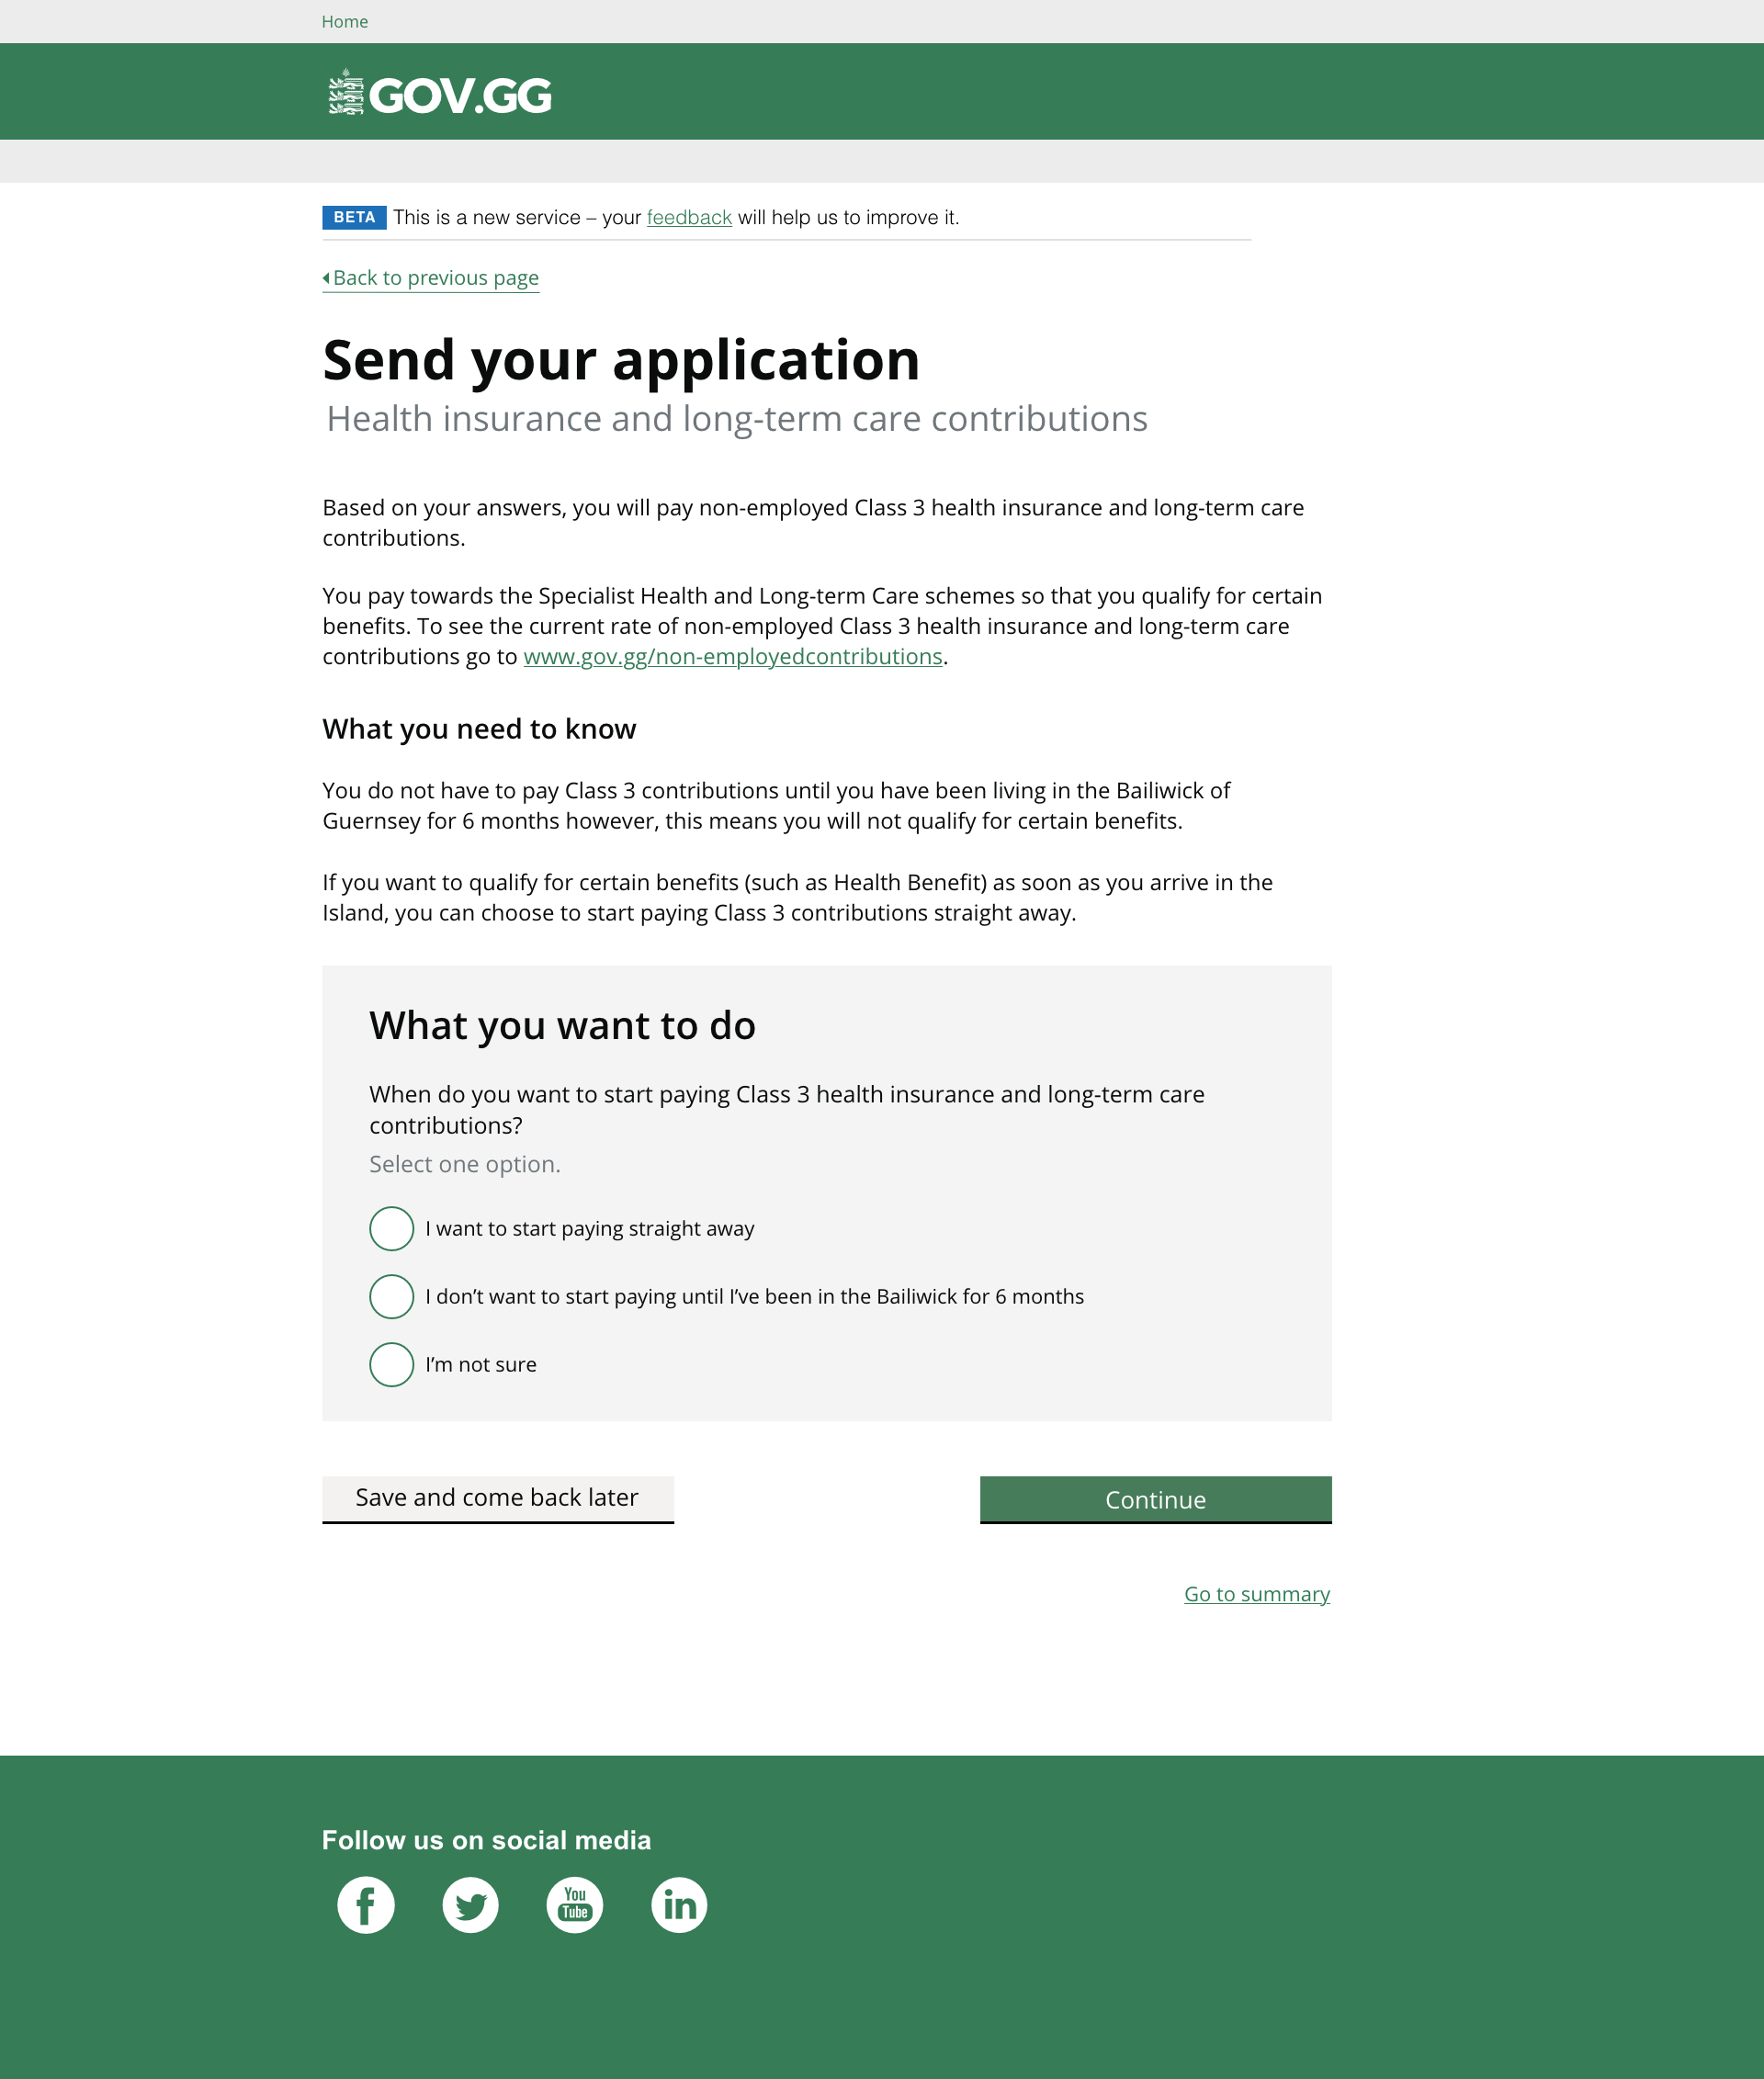 Home
GOV.GG
BETA This is a new service – your feedback will help us to improve it.
Back to previous page
Send your application
Health insurance and long-term care contributions
Based on your answers, you will pay non-employed Class 3 health insurance and long-term care
contributions.
You pay towards the Specialist Health and Long-term Care schemes so that you qualify for certain
benefits. To see the current rate of non-employed Class 3 health insurance and long-term care
contributions go to www.gov.gg/non-employedcontributions.
What you need to know
You do not have to pay Class 3 contributions until you have been living in the Bailiwick of
Guernsey for 6 months however, this means you will not qualify for certain benefits.
If you want to qualify for certain benefits (such as Health Benefit) as soon as you arrive in the
Island, you can choose to start paying Class 3 contributions straight away.
What you want to do
When do you want to start paying Class 3 health insurance and long-term care
contributions?
Select one option.
I want to start paying straight away
I don’t want to start paying until I’ve been in the Bailiwick for 6 months
I’m not sure
Save and come back later
Continue
Go to summary
Follow us on social media
f
You
Tube
in